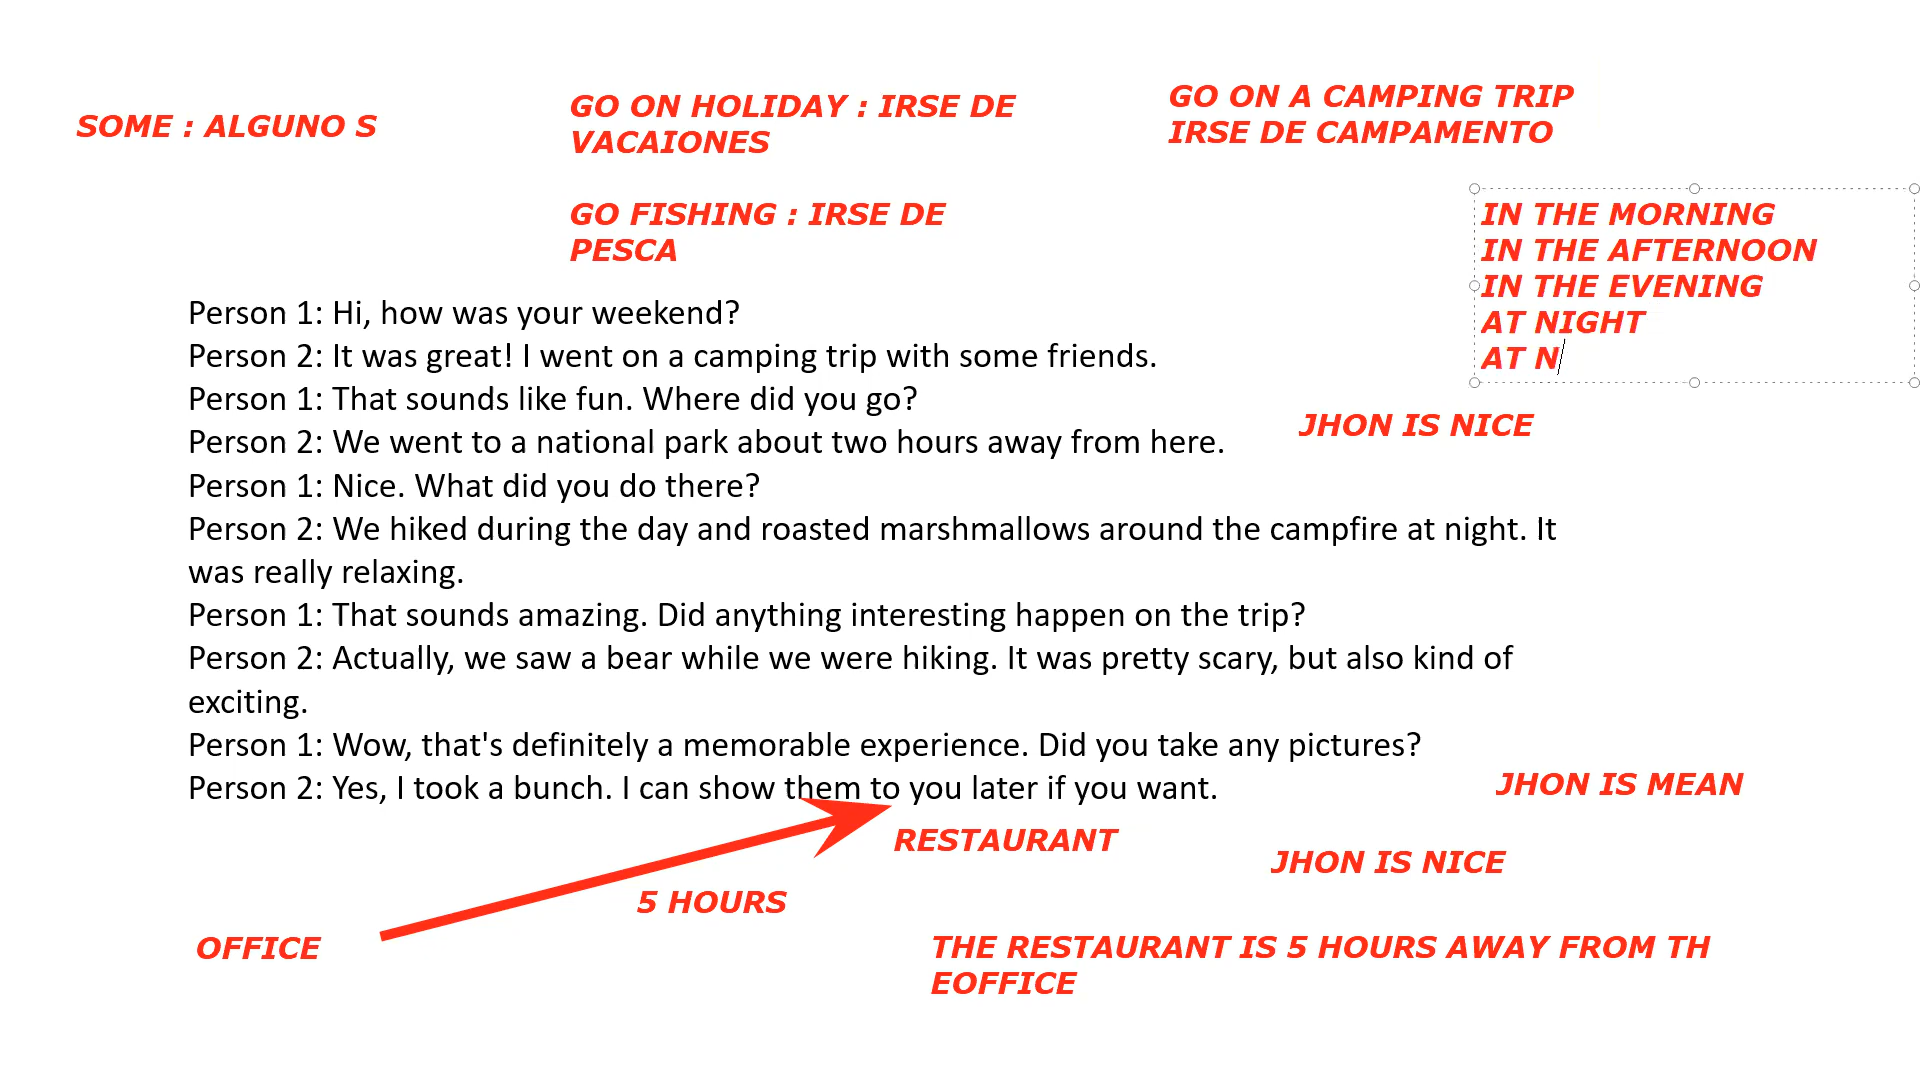 SOME : ALGUNO S
GO ON HOLIDAY : IRSE DE
VACAIONES
GO FISHING : IRSE DE
PESCA
GO ON A CAMPING TRIP
IRSE DE CAMPAMENTO
IN THE MORNING
IN THE AFTERNOON
IN THE EVENING
AT NIGHT
AT N
Person 1: Hi, how was your weekend?
Person 2: It was great! I went on a camping trip with some friends.
Person 1: That sounds like fun. Where did you go?
JHON IS NICE
Person 2: We went to a national park about two hours away from here.
Person 1: Nice. What did you do there?
Person 2: We hiked during the day and roasted marshmallows around the campfire at night. It
was really relaxing.
Person 1: That sounds amazing. Did anything interesting happen on the trip?
Person 2: Actually, we saw a bear while we were hiking. It was pretty scary, but also kind of
exciting.
Person 1: Wow, that's definitely a memorable experience. Did you take any pictures?
Person 2: Yes, I took a bunch. I can show them to you later if you want.
JHON IS MEAN
RESTAURANT
JHON IS NICE
5 HOURS
OFFICE
THE RESTAURANT IS 5 HOURS AWAY FROM TH
EOFFICE